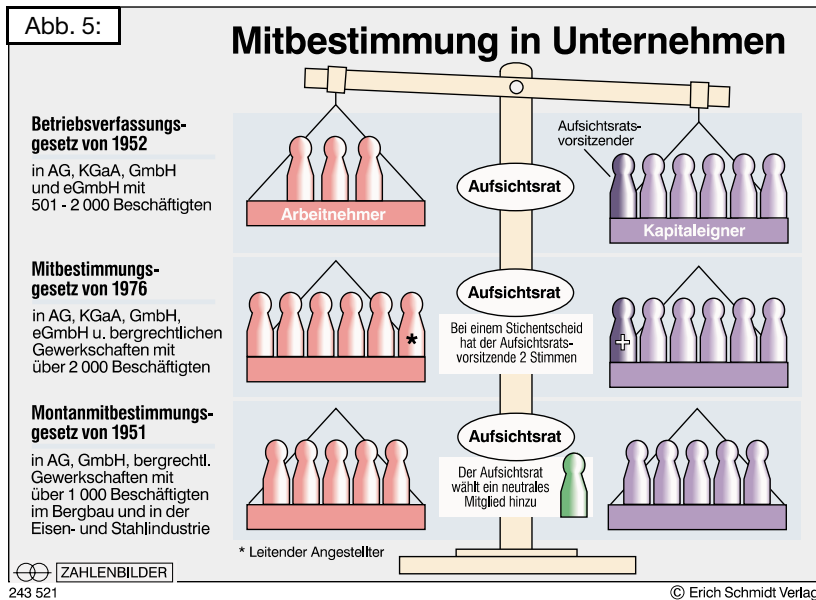 Abb. 5:
Mitbestimmung in Unternehmen
Betriebsverfassungs-
gesetz von 1952
in AG, KGaA, GmbH
und eGmbH mit
501 - 2 000 Beschäftigten
Arbeitnehmer
Aufsichtsrat
Aufsichtsrats-
vorsitzender
Kapitaleigner
Mitbestimmungs-
gesetz von 1976
in AG, KGaA, GmbH,
eGmbH u. bergrechtlichen
Gewerkschaften mit
über 2 000 Beschäftigten
*
Aufsichtsrat
Bei einem Stichentscheid
hat der Aufsichtsrats-
vorsitzende 2 Stimmen
+
Montanmitbestimmungs-
gesetz von 1951
in AG, GmbH, bergrechtl.
Gewerkschaften mit
über 1 000 Beschäftigten
im Bergbau und in der
Eisen- und Stahlindustrie
Aufsichtsrat
Der Aufsichtsrat
wählt ein neutrales
Mitglied hinzu
* Leitender Angestellter
ZAHLENBILDER
243 521
© Erich Schmidt Verlag